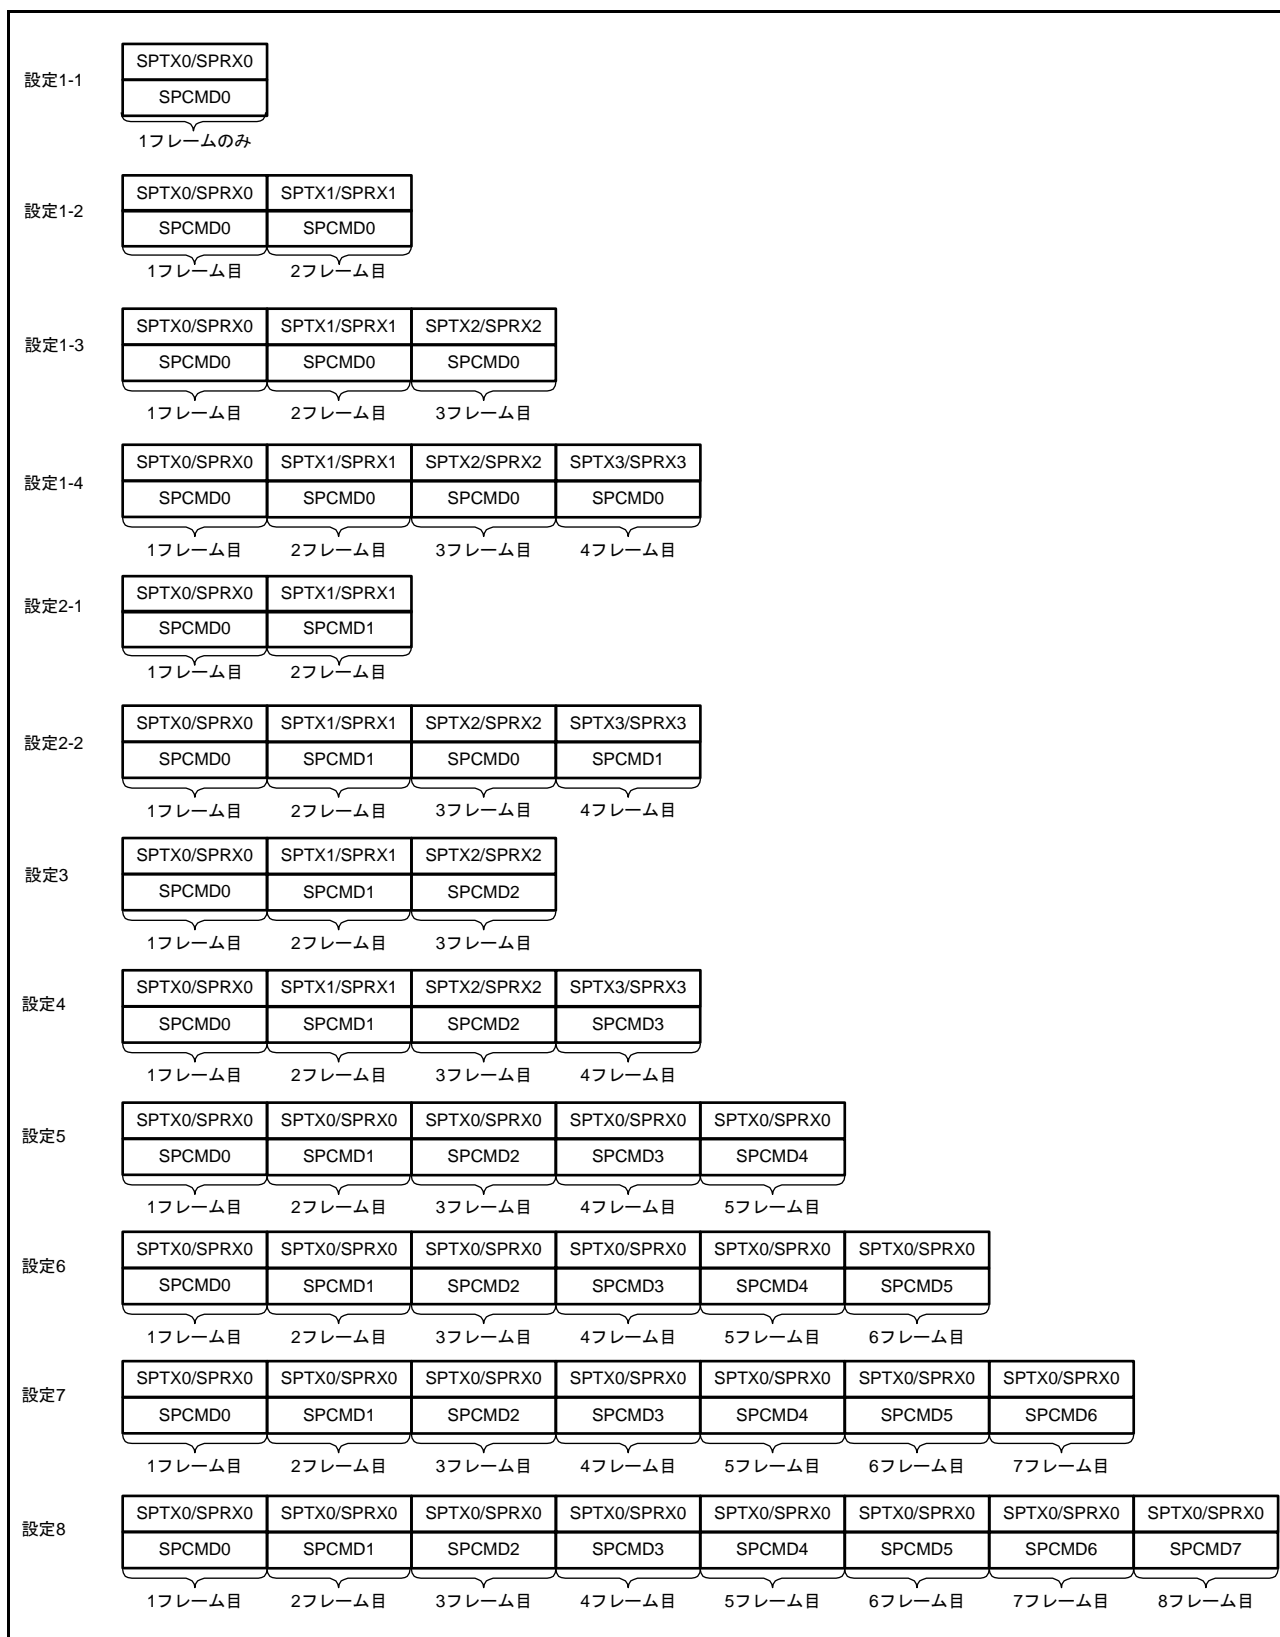 設定1-1
SPTX0/SPRX0
SPCMD0
1フレームのみ
設定1-2
SPTX0/SPRX0 SPTX1/SPRX1
SPCMD0 SPCMD0
1フレーム目 2フレーム目
設定1-3
SPTX0/SPRX0 SPTX1/SPRX1 SPTX2/SPRX2
SPCMD0 SPCMD0 SPCMD0
1フレーム目 2フレーム目 3フレーム目
設定1-4
SPTX0/SPRX0 SPTX1/SPRX1 SPTX2/SPRX2 SPTX3/SPRX3
SPCMD0 SPCMD0 SPCMD0 SPCMD0
1フレーム目 2フレーム目 3フレーム目 4フレーム目
設定2-1
SPTX0/SPRX0 SPTX1/SPRX1
SPCMD0 SPCMD1
1フレーム目 2フレーム目
設定2-2
SPTX0/SPRX0 SPTX1/SPRX1 SPTX2/SPRX2 SPTX3/SPRX3
SPCMD0 SPCMD1 SPCMD0 SPCMD1
1フレーム目 2フレーム目 3フレーム目 4フレーム目
設定3
SPTX0/SPRX0 SPTX1/SPRX1 SPTX2/SPRX2
SPCMD0 SPCMD1 SPCMD2
1フレーム目 2フレーム目 3フレーム目
設定4
SPTX0/SPRX0 SPTX1/SPRX1 SPTX2/SPRX2 SPTX3/SPRX3
SPCMD0 SPCMD1 SPCMD2 SPCMD3
1フレーム目 2フレーム目 3フレーム目 4フレーム目
設定5
SPTX0/SPRX0 SPTX0/SPRX0 SPTX0/SPRX0 SPTX0/SPRX0 SPTX0/SPRX0
SPCMD0 SPCMD1 SPCMD2 SPCMD3 SPCMD4
1フレーム目 2フレーム目 3フレーム目 4フレーム目 5フレーム目
設定6
SPTX0/SPRX0 SPTX0/SPRX0 SPTX0/SPRX0 SPTX0/SPRX0 SPTX0/SPRX0 SPTX0/SPRX0
SPCMD0 SPCMD1 SPCMD2 SPCMD3 SPCMD4 SPCMD5
1フレーム目 2フレーム目 3フレーム目 4フレーム目 5フレーム目 6フレーム目
設定7
SPTX0/SPRX0 SPTX0/SPRX0 SPTX0/SPRX0 SPTX0/SPRX0 SPTX0/SPRX0 SPTX0/SPRX0 SPTX0/SPRX0
SPCMD0 SPCMD1 SPCMD2 SPCMD3 SPCMD4 SPCMD5 SPCMD6
1フレーム目 2フレーム目 3フレーム目 4フレーム目 5フレーム目 6フレーム目 7フレーム目
設定8
SPTX0/SPRX0 SPTX0/SPRX0 SPTX0/SPRX0 SPTX0/SPRX0 SPTX0/SPRX0 SPTX0/SPRX0 SPTX0/SPRX0 SPTX0/SPRX0
SPCMD0 SPCMD1 SPCMD2 SPCMD3 SPCMD4 SPCMD5 SPCMD6 SPCMD7
1フレーム目 2フレーム目 3フレーム目 4フレーム目 5フレーム目 6フレーム目 7フレーム目 8フレーム目